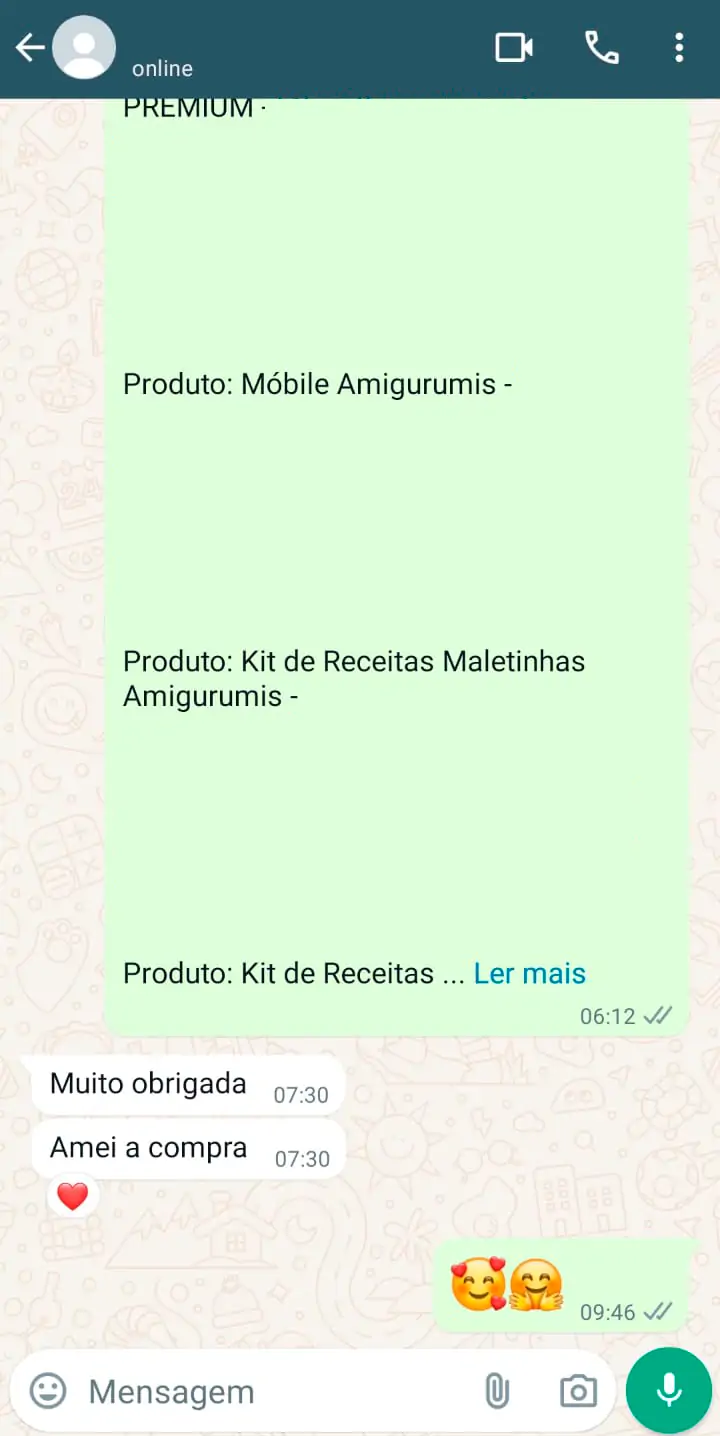 online
PREMIUM ·
Produto: Móbile Amigurumis -
Produto: Kit de Receitas Maletinhas
Amigurumis -
Produto: Kit de Receitas ... Ler mais
06:12
Muito obrigada 07:30
Amei a compra 07:30
09:46
Mensagem